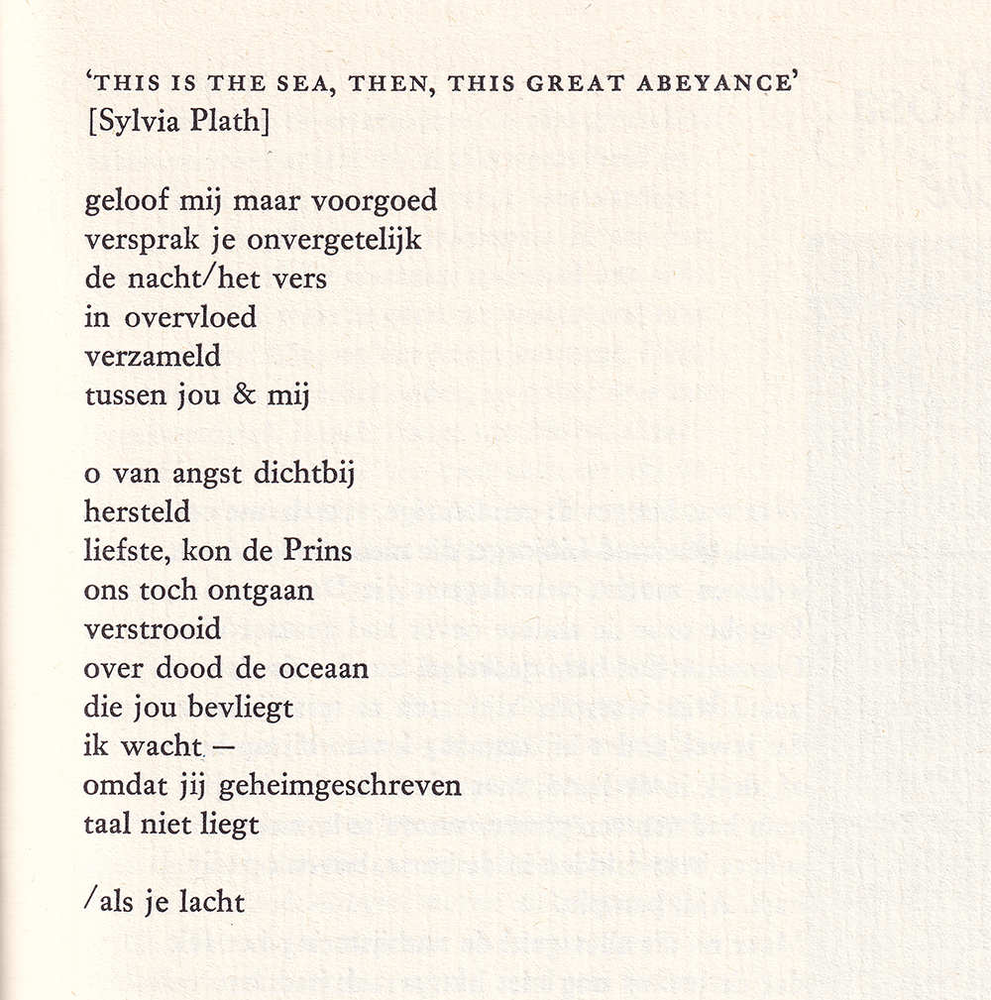 ‘THIS IS THE SEA, THEN, THIS GREAT ABEYANCE’
[Sylvia Plath]
geloof mij maar voorgoed
versprak je onvergetelijk
de nacht/het vers
in overvloed
verzameld
tussen jou & mij
o van angst dichtbij
hersteld
liefste, kon de Prins
ons toch ontgaan
verstrooid
over dood de oceaan
die jou bevliegt
ik wacht —
omdat jij geheimgeschreven
taal niet liegt
/als je lacht